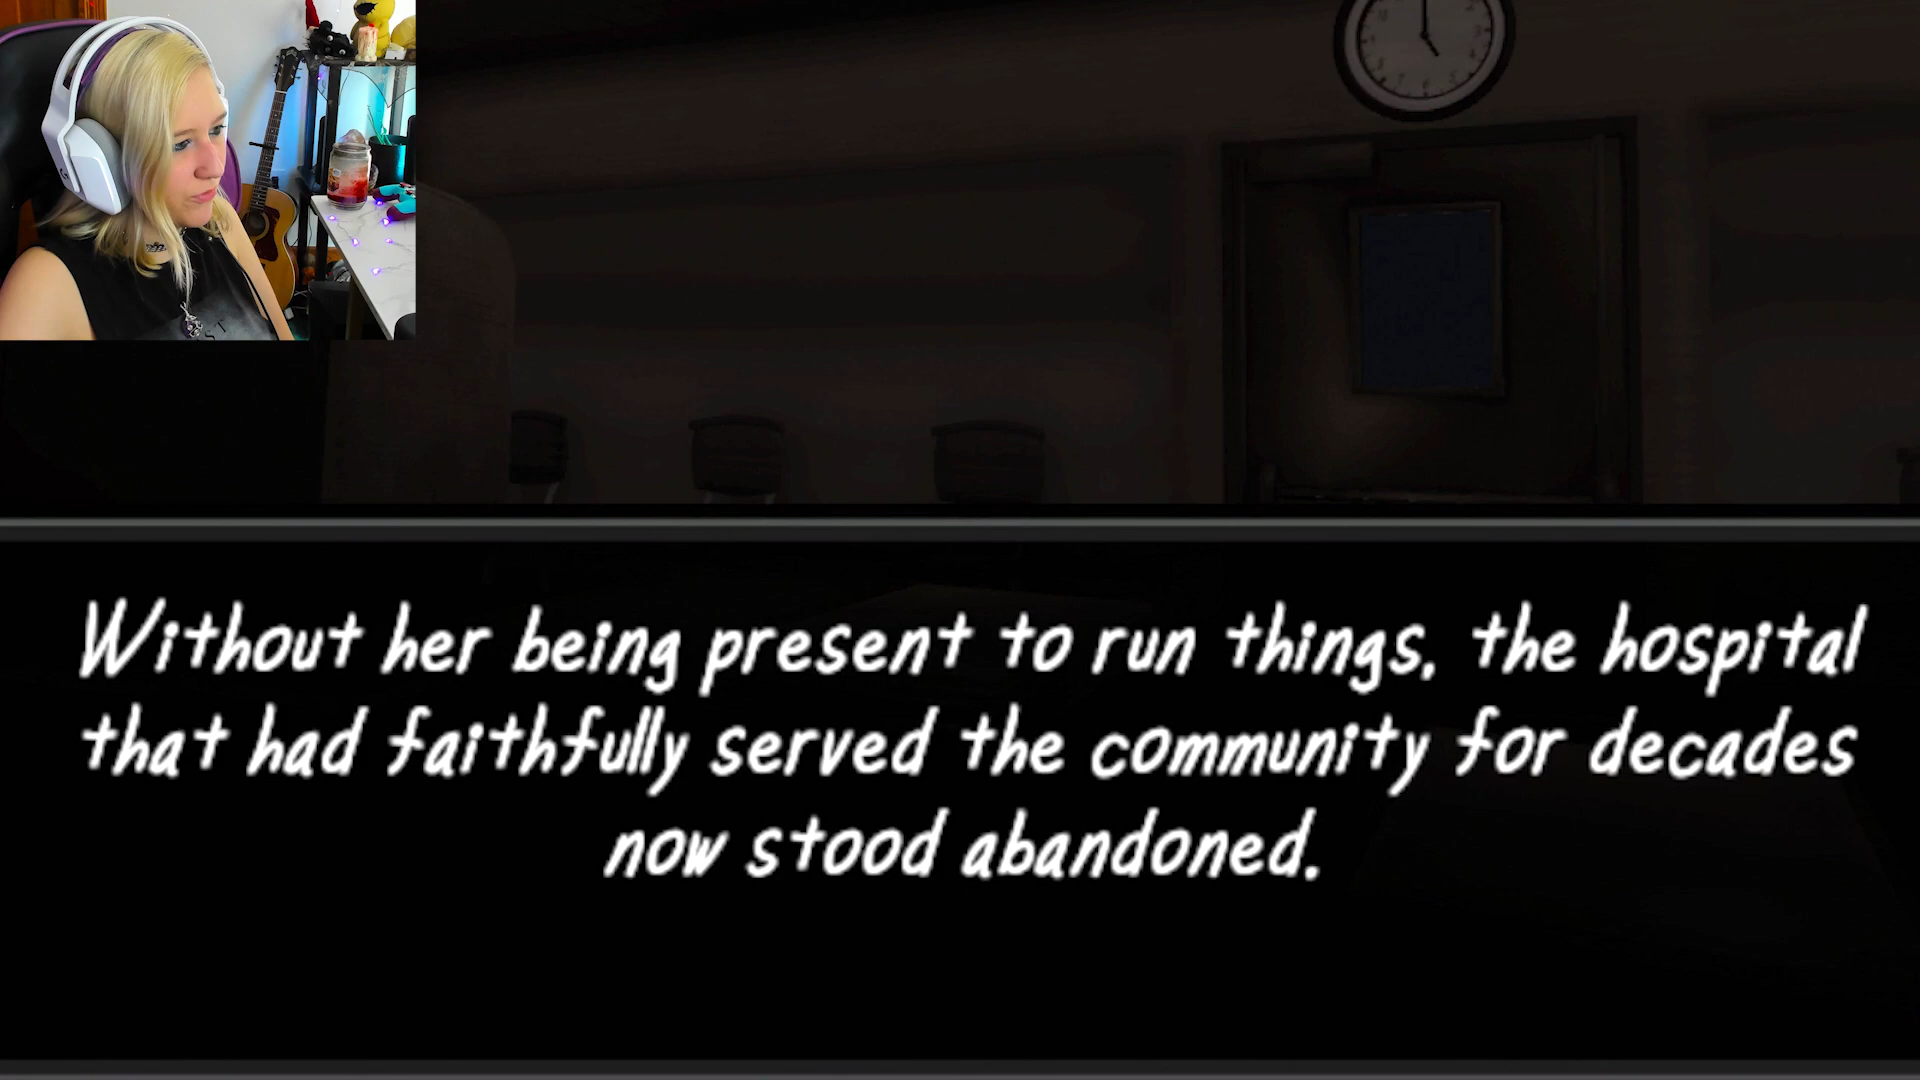 Without her being present to run things, the hospital
that had faithfully served the community for decades
now stood abandoned.